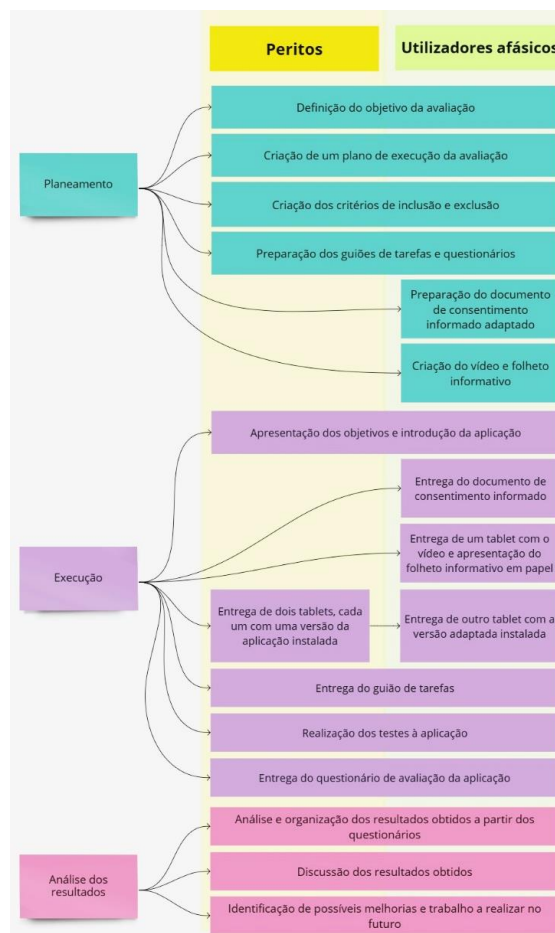 Peritos
Utilizadores afásicos
Definição do objetivo da avaliação
Criação de um plano de execução da avaliação
Planeamento
Criação dos critérios de inclusão e exclusão
Preparação dos guiões de tarefas e questionários
Preparação do documento
de consentimento
informado adaptado
Criação do vídeo e folheto
informativo
Apresentação dos objetivos e introdução da aplicação
Entrega do documento de
consentimento informado
Entrega de um tablet com o
vídeo e apresentação do
folheto informativo em papel
Execução
Entrega de dois tablets, cada
um com uma versão da
aplicação instalada
Entrega de outro tablet com a
versão adaptada instalada
Entrega do guião de tarefas
Realização dos testes à aplicação
Entrega do questionário de avaliação da aplicação
Análise e organização dos resultados obtidos a partir dos
questionários
Análise dos
resultados
Discussão dos resultados obtidos
Identificação de possíveis melhorias e trabalho a realizar no
futuro